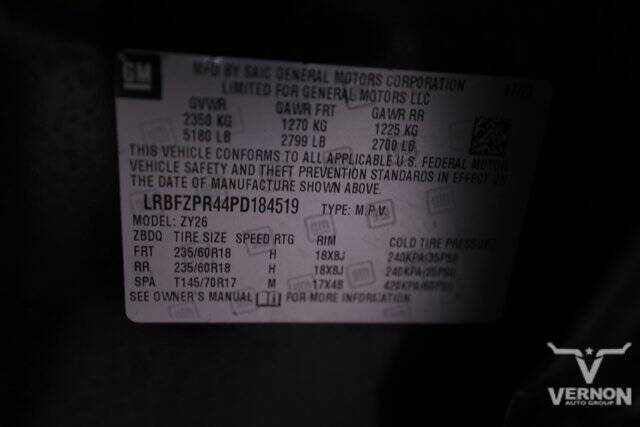 GM
MFD BY SAIC GENERAL MOTORS CORPORATION
LIMITED FOR GENERAL MOTORS LLC
GVWR GAWR FRT GAWR RR
2350 KG 1270 KG 1225 KG
5180 LB 2799 LB 2700 LB
THIS VEHICLE CONFORMS TO ALL APPLICABLE U.S. FEDERAL MOTOR
VEHICLE SAFETY AND THEFT PREVENTION STANDARDS IN EFFECT ON
THE DATE OF MANUFACTURE SHOWN ABOVE.
LRBFZPR44PD184519 TYPE: M.P.V.
MODEL: ZY26
ZBDQ TIRE SIZE SPEED RTG RIM COLD TIRE PRESSURE
FRT 235/60R18 H 18X8J 240KPA(35PSI)
RR 235/60R18 H 18X8J 240KPA(35PSI)
SPA T145/70R17 M 17X4B 420KPA(60PSI)
SEE OWNER'S MANUAL FOR MORE INFORMATION
VERNON
AUTO GROUP